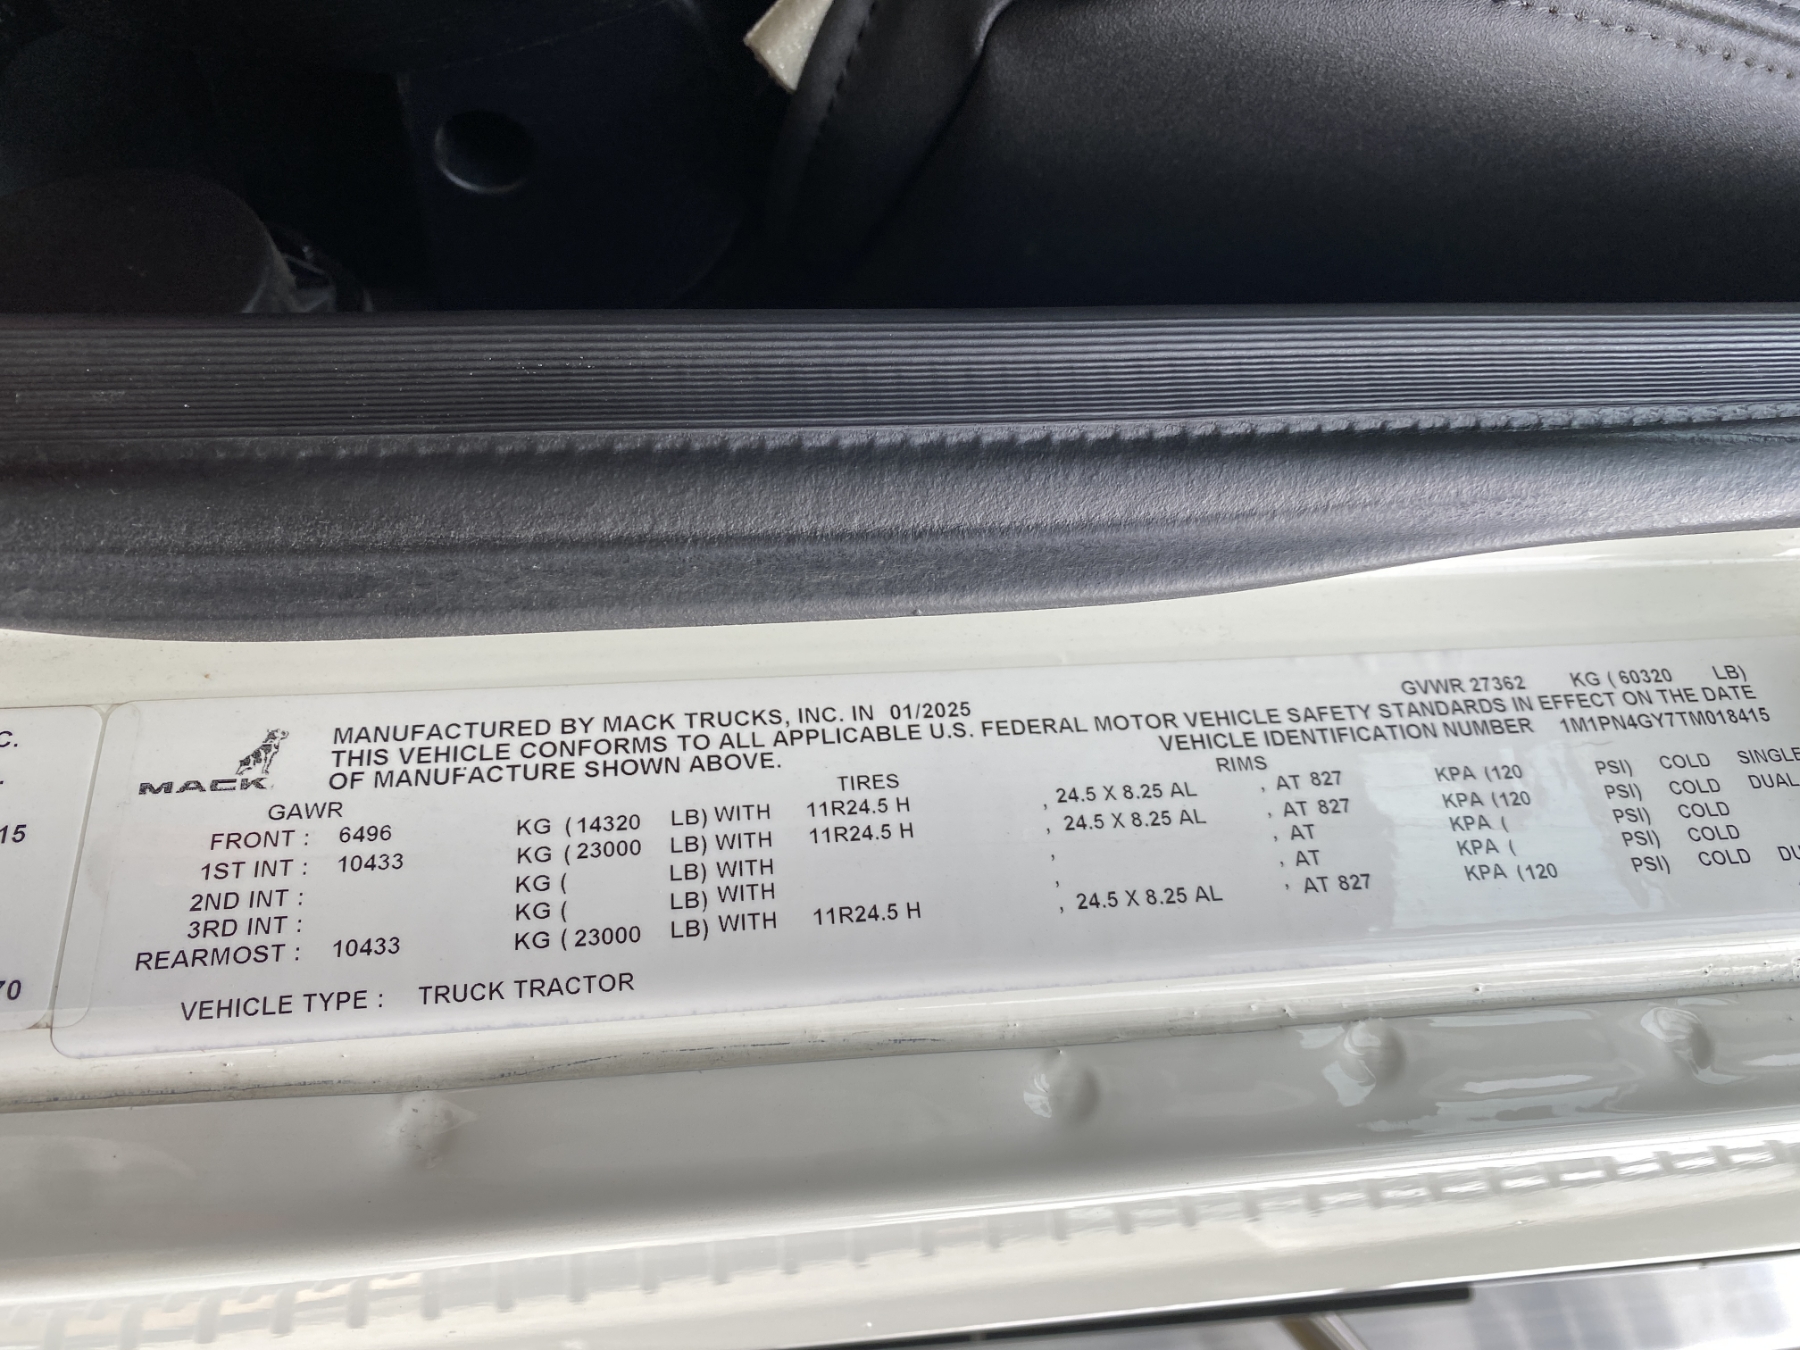 C.
15
70
MACK
GVWR 27362 KG ( 60320 LB)
MANUFACTURED BY MACK TRUCKS, INC. IN 01/2025
THIS VEHICLE CONFORMS TO ALL APPLICABLE U.S. FEDERAL MOTOR VEHICLE SAFETY STANDARDS IN EFFECT ON THE DATE
OF MANUFACTURE SHOWN ABOVE. VEHICLE IDENTIFICATION NUMBER 1M1PN4GY7TM018415
GAWR TIRES RIMS
FRONT : 6496 KG ( 14320 LB) WITH 11R24.5 H , 24.5 X 8.25 AL , AT 827 KPA (120 PSI) COLD SINGLE
1ST INT : 10433 KG ( 23000 LB) WITH 11R24.5 H , 24.5 X 8.25 AL , AT 827 KPA (120 PSI) COLD DUAL
2ND INT : KG ( LB) WITH , , AT KPA ( PSI) COLD
3RD INT : KG ( LB) WITH , , AT KPA ( PSI) COLD
REARMOST : 10433 KG ( 23000 LB) WITH 11R24.5 H , 24.5 X 8.25 AL , AT 827 KPA (120 PSI) COLD DU
VEHICLE TYPE : TRUCK TRACTOR